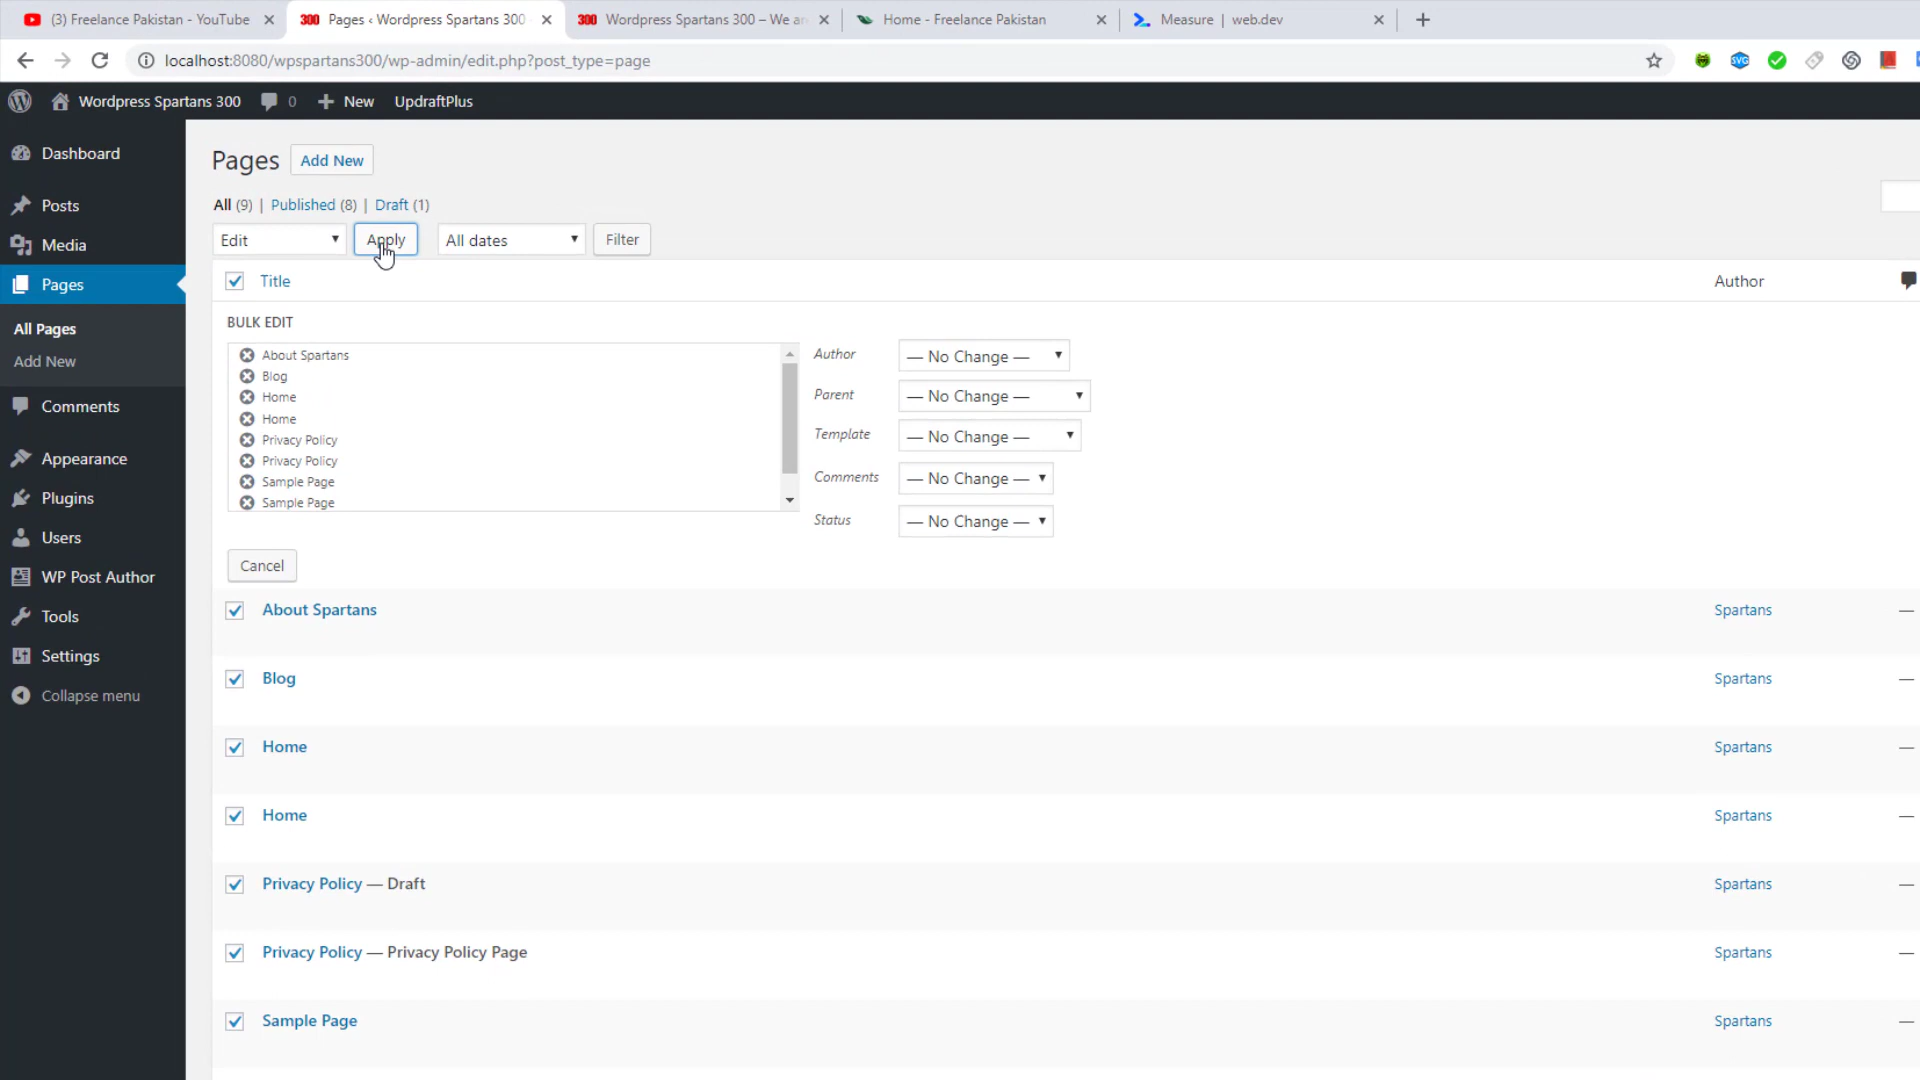 (3) Freelance Pakistan - YouTube
300 Pages ‹ Wordpress Spartans 300
300 Wordpress Spartans 300 – We ar
Home - Freelance Pakistan
Measure | web.dev
localhost:8080/wpspartans300/wp-admin/edit.php?post_type=page
SVG
Wordpress Spartans 300 0 New UpdraftPlus
Dashboard
Posts
Media
Pages
All Pages
Add New
Comments
Appearance
Plugins
Users
WP Post Author
Tools
Settings
Collapse menu
Pages Add New
All (9) | Published (8) | Draft (1)
Edit Apply All dates Filter
Title Author
BULK EDIT
About Spartans
Blog
Home
Home
Privacy Policy
Privacy Policy
Sample Page
Sample Page
Author — No Change —
Parent — No Change —
Template — No Change —
Comments — No Change —
Status — No Change —
Cancel
About Spartans Spartans —
Blog Spartans —
Home Spartans —
Home Spartans —
Privacy Policy — Draft Spartans —
Privacy Policy — Privacy Policy Page Spartans —
Sample Page Spartans —